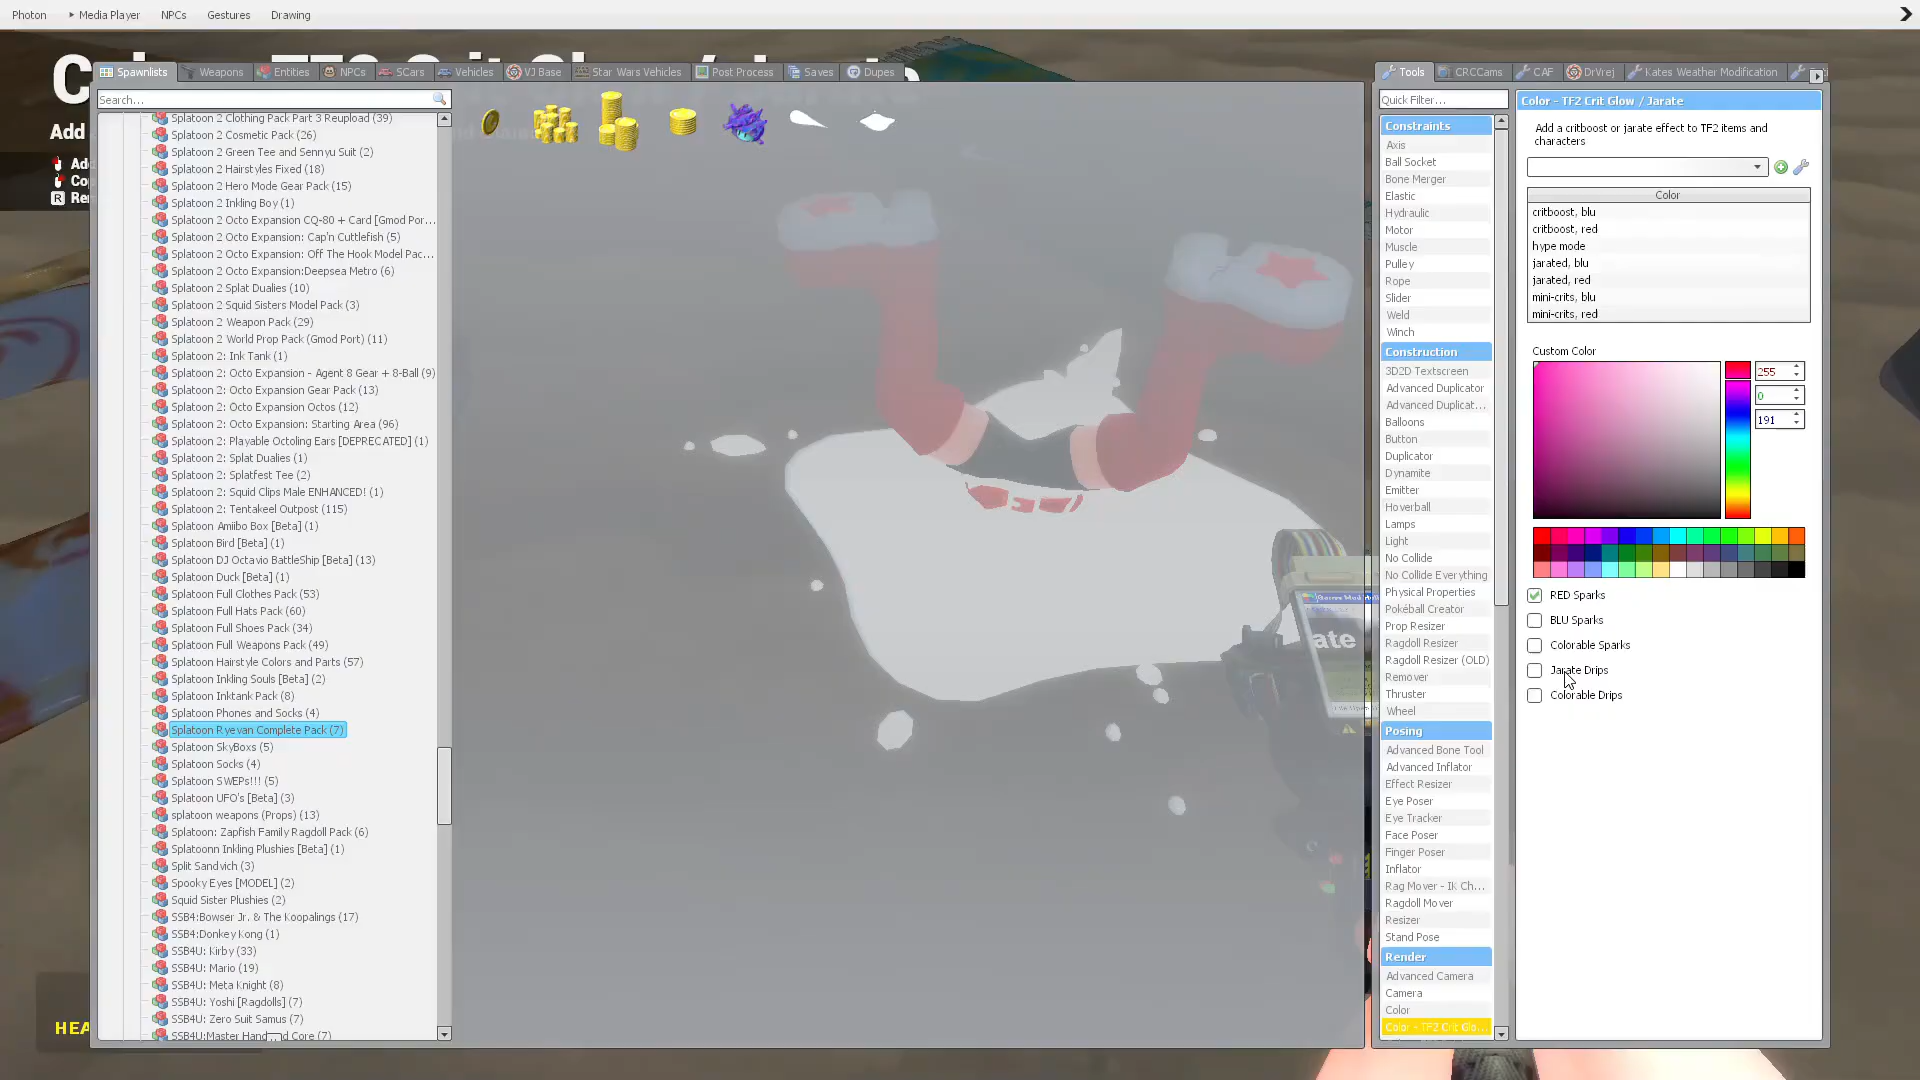 Photon
Media Player
NPCs
Gestures
Drawing
Add
R
HEA
ate
Spawnlists
Weapons
Entities
NPCs
SCars
Vehicles
VJ Base
Star Wars Vehicles
Post Process
Saves
Dupes
Search...
Splatoon 2 Clothing Pack Part 3 Reupload (39)
Splatoon 2 Cosmetic Pack (26)
Splatoon 2 Green Tee and Sennyu Suit (2)
Splatoon 2 Hairstyles Fixed (18)
Splatoon 2 Hero Mode Gear Pack (15)
Splatoon 2 Inkling Boy (1)
Splatoon 2 Octo Expansion CQ-80 + Card [Gmod Por...
Splatoon 2 Octo Expansion: Cap'n Cuttlefish (5)
Splatoon 2 Octo Expansion: Off The Hook Model Pac...
Splatoon 2 Octo Expansion:Deepsea Metro (6)
Splatoon 2 Splat Dualies (10)
Splatoon 2 Squid Sisters Model Pack (3)
Splatoon 2 Weapon Pack (29)
Splatoon 2 World Prop Pack (Gmod Port) (11)
Splatoon 2: Ink Tank (1)
Splatoon 2: Octo Expansion - Agent 8 Gear + 8-Ball (9)
Splatoon 2: Octo Expansion Gear Pack (13)
Splatoon 2: Octo Expansion Octos (12)
Splatoon 2: Octo Expansion: Starting Area (96)
Splatoon 2: Playable Octoling Ears [DEPRECATED] (1)
Splatoon 2: Splat Dualies (1)
Splatoon 2: Splatfest Tee (2)
Splatoon 2: Squid Clips Male ENHANCED! (1)
Splatoon 2: Tentakeel Outpost (115)
Splatoon Amiibo Box [Beta] (1)
Splatoon Bird [Beta] (1)
Splatoon DJ Octavio BattleShip [Beta] (13)
Splatoon Duck [Beta] (1)
Splatoon Full Clothes Pack (53)
Splatoon Full Hats Pack (60)
Splatoon Full Shoes Pack (34)
Splatoon Full Weapons Pack (49)
Splatoon Hairstyle Colors and Parts (57)
Splatoon Inkling Souls [Beta] (2)
Splatoon Inktank Pack (8)
Splatoon Phones and Socks (4)
Splatoon Ryevan Complete Pack (7)
Splatoon SkyBoxs (5)
Splatoon Socks (4)
Splatoon SWEPs!!! (5)
Splatoon UFO's [Beta] (3)
splatoon weapons (Props) (13)
Splatoon: Zapfish Family Ragdoll Pack (6)
Splatoonn Inkling Plushies [Beta] (1)
Split Sandvich (3)
Spooky Eyes [MODEL] (2)
Squid Sister Plushies (2)
SSB4:Bowser Jr. & The Koopalings (17)
SSB4:Donkey Kong (1)
SSB4U: Kirby (33)
SSB4U: Mario (19)
SSB4U: Meta Knight (8)
SSB4U: Yoshi [Ragdolls] (7)
SSB4U: Zero Suit Samus (7)
SSB4U:Master Hand and Core (7)
Tools
CRCCams
CAF
DrVrej
Kates Weather Modification
Quick Filter...
Constraints
Axis
Ball Socket
Bone Merger
Elastic
Hydraulic
Motor
Muscle
Pulley
Rope
Slider
Weld
Winch
Construction
3D2D Textscreen
Advanced Duplicator
Advanced Duplicat...
Balloons
Button
Duplicator
Dynamite
Emitter
Hoverball
Lamps
Light
No Collide
No Collide Everything
Physical Properties
Pokéball Creator
Prop Resizer
Ragdoll Resizer
Ragdoll Resizer (OLD)
Remover
Thruster
Wheel
Posing
Advanced Bone Tool
Advanced Inflator
Effect Resizer
Eye Poser
Eye Tracker
Face Poser
Finger Poser
Inflator
Rag Mover - IK Ch...
Ragdoll Mover
Resizer
Stand Pose
Render
Advanced Camera
Camera
Color
Color - TF2 Crit Glo...
Color - TF2 Crit Glow / Jarate
Add a critboost or jarate effect to TF2 items and
characters
Color
critboost, blu
critboost, red
hype mode
jarated, blu
jarated, red
mini-crits, blu
mini-crits, red
Custom Color
255
0
191
RED Sparks
BLU Sparks
Colorable Sparks
Jarate Drips
Colorable Drips